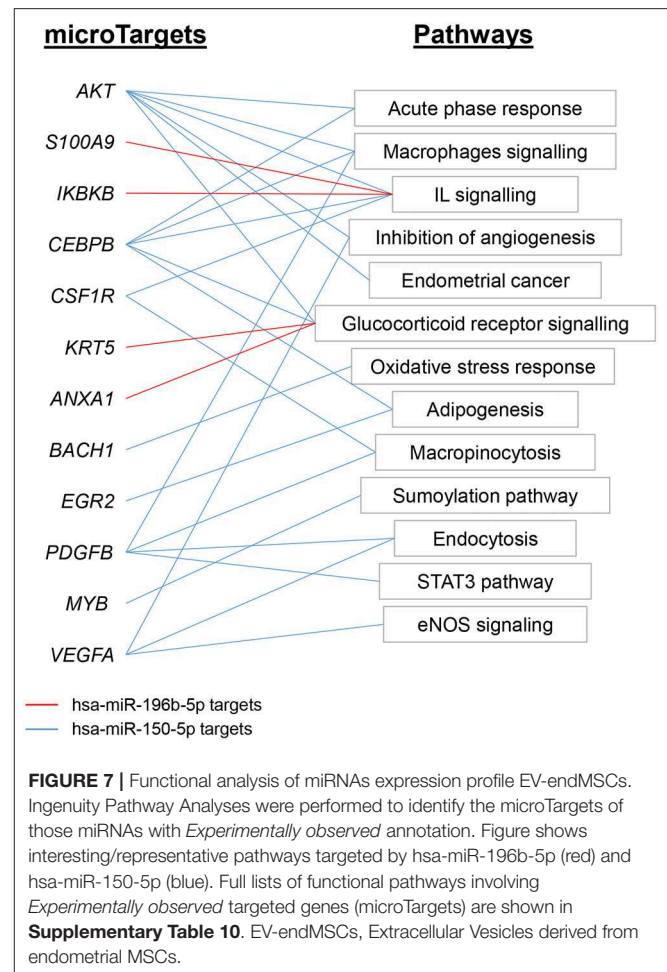 microTargets
Pathways
AKT
S100A9
IKBKB
CEBPB
CSF1R
KRT5
ANXA1
BACH1
EGR2
PDGFB
MYB
VEGFA
Acute phase response
Macrophages signalling
IL signalling
Inhibition of angiogenesis
Endometrial cancer
Glucocorticoid receptor signalling
Oxidative stress response
Adipogenesis
Macropinocytosis
Sumoylation pathway
Endocytosis
STAT3 pathway
eNOS signaling
hsa-miR-196b-5p targets
hsa-miR-150-5p targets
FIGURE 7 | Functional analysis of miRNAs expression profile EV-endMSCs.
Ingenuity Pathway Analyses were performed to identify the microTargets of
those miRNAs with Experimentally observed annotation. Figure shows
interesting/representative pathways targeted by hsa-miR-196b-5p (red) and
hsa-miR-150-5p (blue). Full lists of functional pathways involving
Experimentally observed targeted genes (microTargets) are shown in
Supplementary Table 10. EV-endMSCs, Extracellular Vesicles derived from
endometrial MSCs.